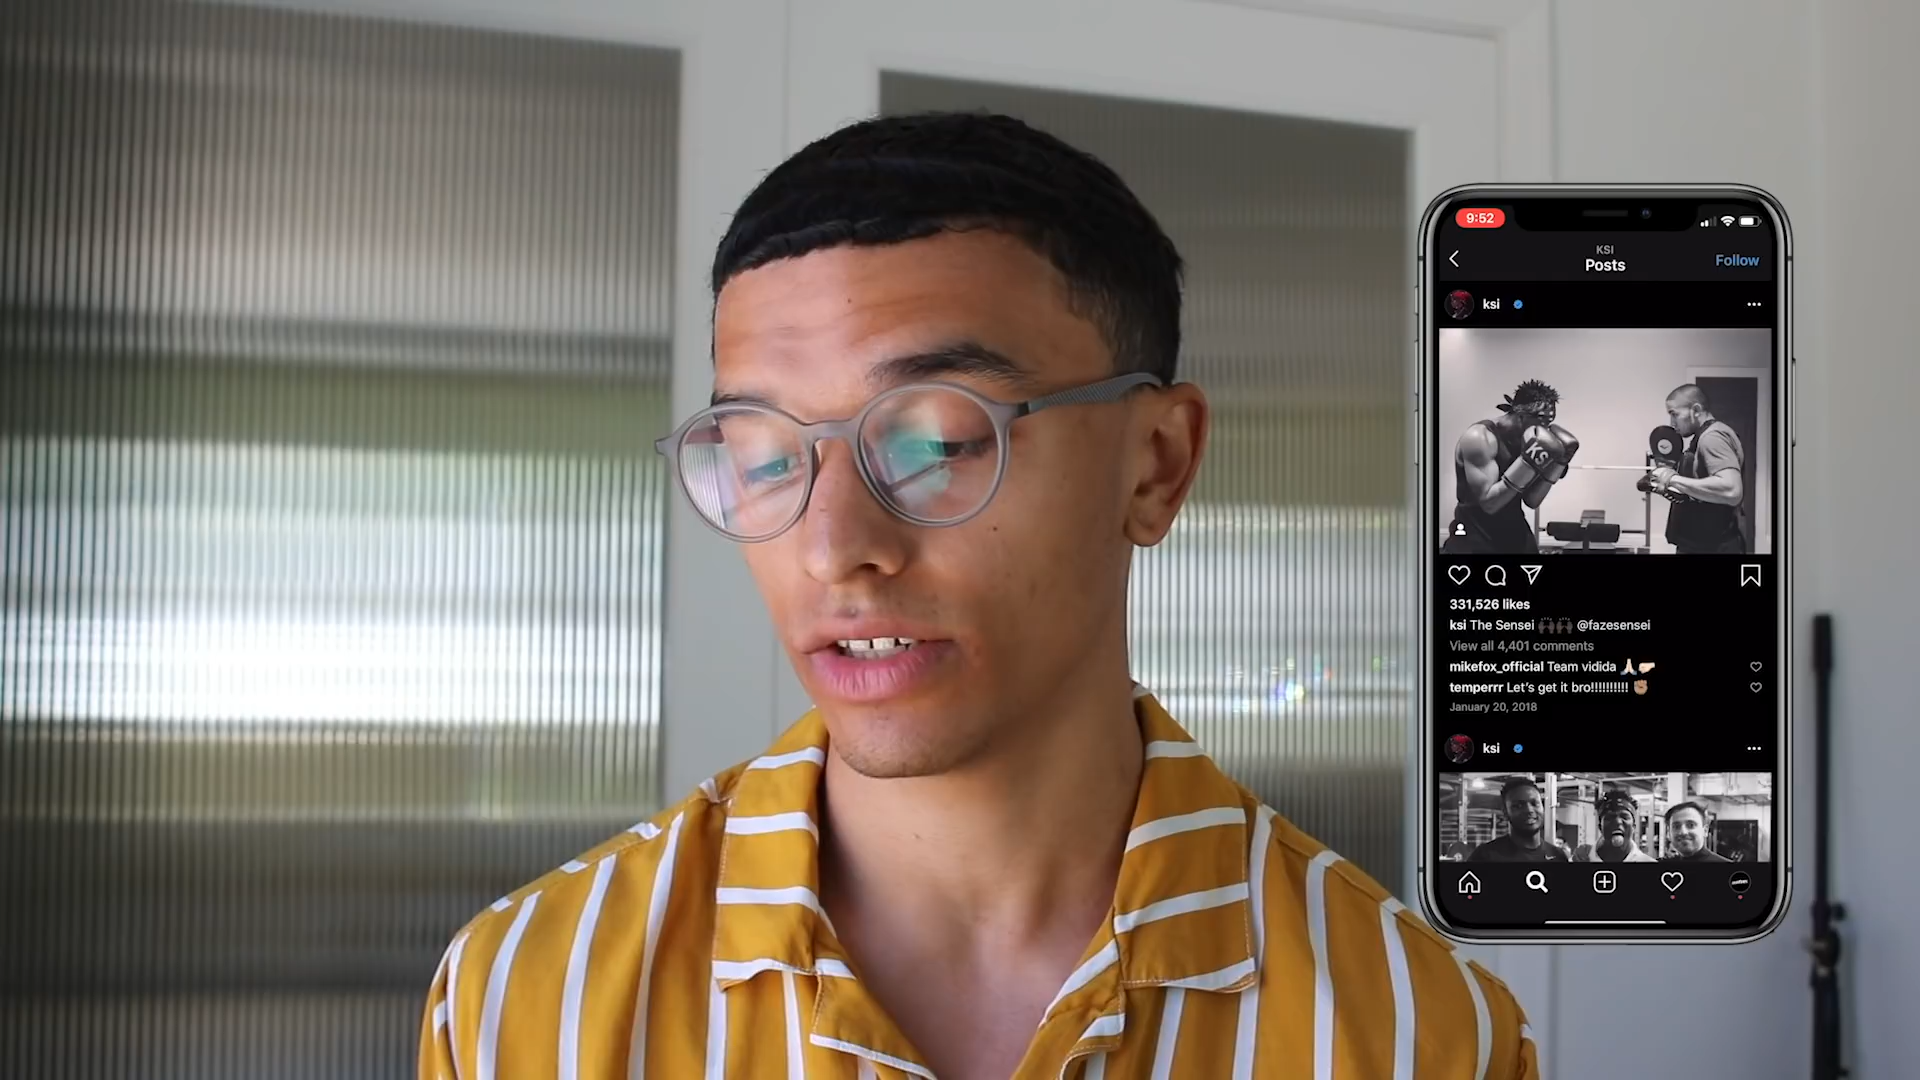 9:52
KSI
Posts
Follow
ksi
KS
331,526 likes
ksi The Sensei 🙌🏿🙌🏿 @fazesensei
View all 4,401 comments
mikefox_official Team vidida 🙏🏻🤛🏻
temperrr Let's get it bro!!!!!!!!!! ✊🏽
January 20, 2018
ksi